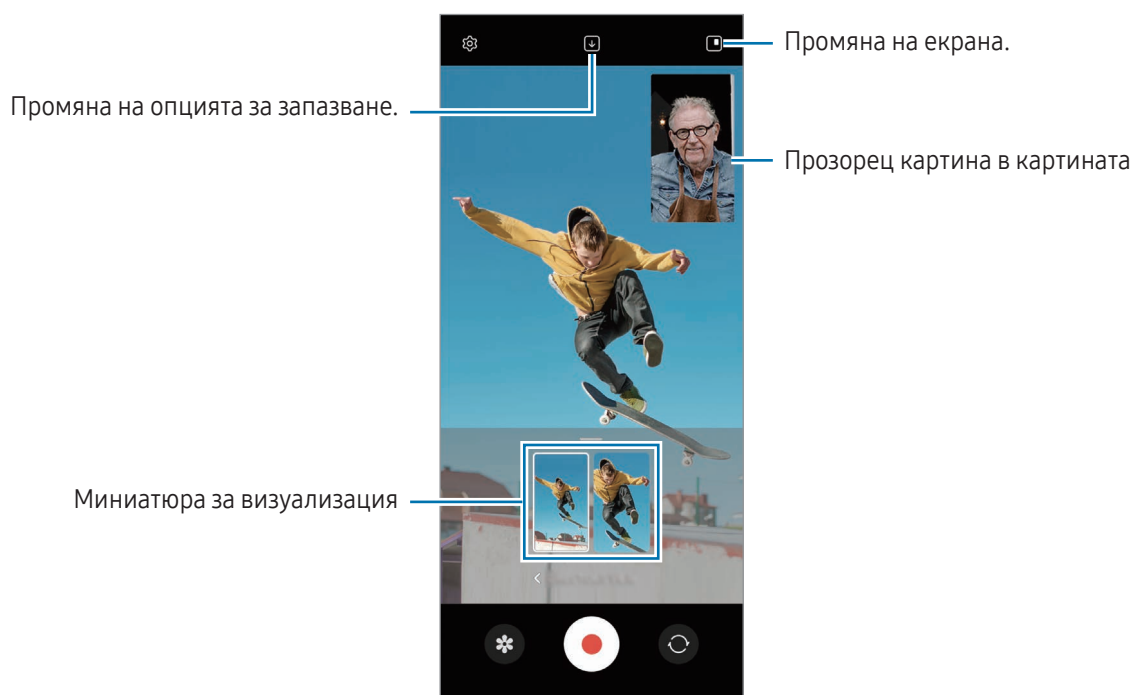 Промяна на екрана.
Промяна на опцията за запазване.
Прозорец картина в картината
Миниатюра за визуализация